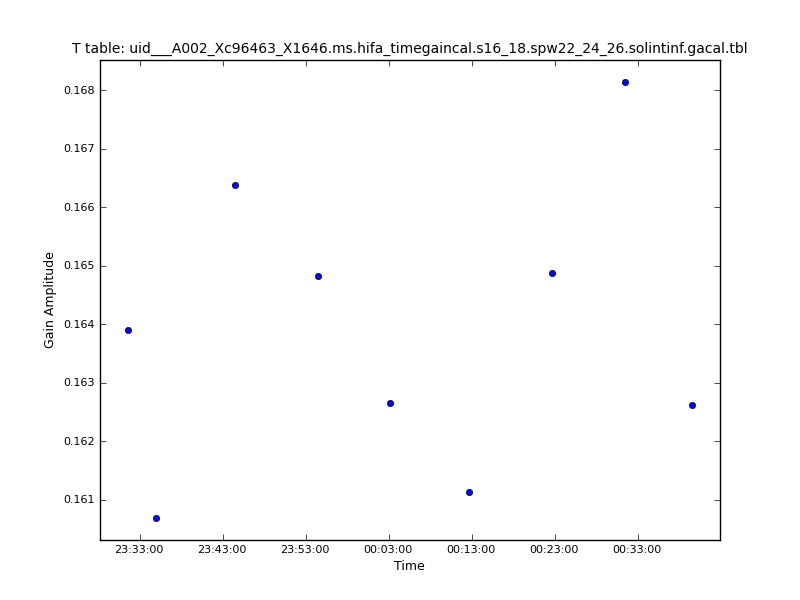 T table: uid___A002_Xc96463_X1646.ms.hifa_timegaincal.s16_18.spw22_24_26.solintinf.gacal.tbl
0.168
0.167
0.166
0.165
0.164
0.163
0.162
0.161
Gain Amplitude
23:33:00 23:43:00 23:53:00 00:03:00 00:13:00 00:23:00 00:33:00
Time